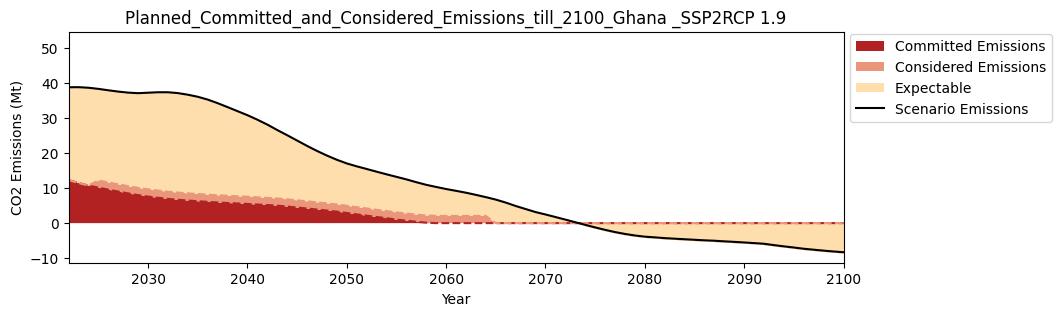 Planned_Committed_and_Considered_Emissions_till_2100_Ghana _SSP2RCP 1.9
CO2 Emissions (Mt)
50
40
30
20
10
0
−10
2030
2040
2050
2060
2070
2080
2090
2100
Year
Committed Emissions
Considered Emissions
Expectable
Scenario Emissions